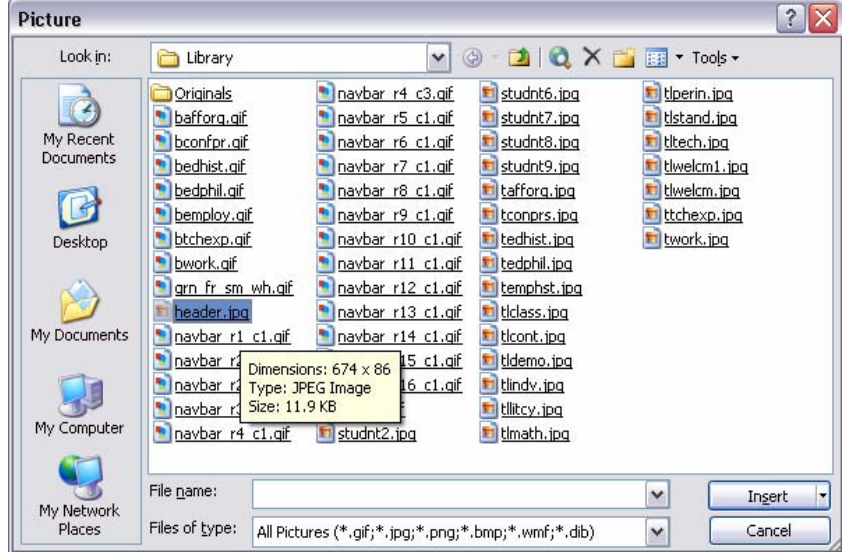 Picture
Look in:
Library
Tools
My Recent
Documents
Desktop
My Documents
My Computer
My Network
Places
Originals
bafforg.gif
bconfpr.gif
bedhist.gif
bedphil.gif
bemploy.gif
btchexp.gif
bwork.gif
grn_fr_sm_wh.gif
header.jpg
navbar_r1_c1.gif
navbar_r4_c1.gif
navbar_r4_c3.gif
navbar_r5_c1.gif
navbar_r6_c1.gif
navbar_r7_c1.gif
navbar_r8_c1.gif
navbar_r9_c1.gif
navbar_r10_c1.gif
navbar_r11_c1.gif
navbar_r12_c1.gif
navbar_r13_c1.gif
navbar_r14_c1.gif
15_c1.gif
16_c1.gif
studnt2.jpg
studnt6.jpg
studnt7.jpg
studnt8.jpg
studnt9.jpg
tafforg.jpg
tconprs.jpg
tedhist.jpg
tedphil.jpg
temphst.jpg
tlclass.jpg
tlcont.jpg
tldemo.jpg
tlindv.jpg
tllitcy.jpg
tlmath.jpg
tlperin.jpg
tlstand.jpg
tltech.jpg
tlwelcm1.jpg
tlwelcm.jpg
ttchexp.jpg
twork.jpg
Dimensions: 674 x 86
Type: JPEG Image
Size: 11.9 KB
File name:
Insert
Files of type:
All Pictures (*.gif;*.jpg;*.png;*.bmp;*.wmf;*.dib)
Cancel